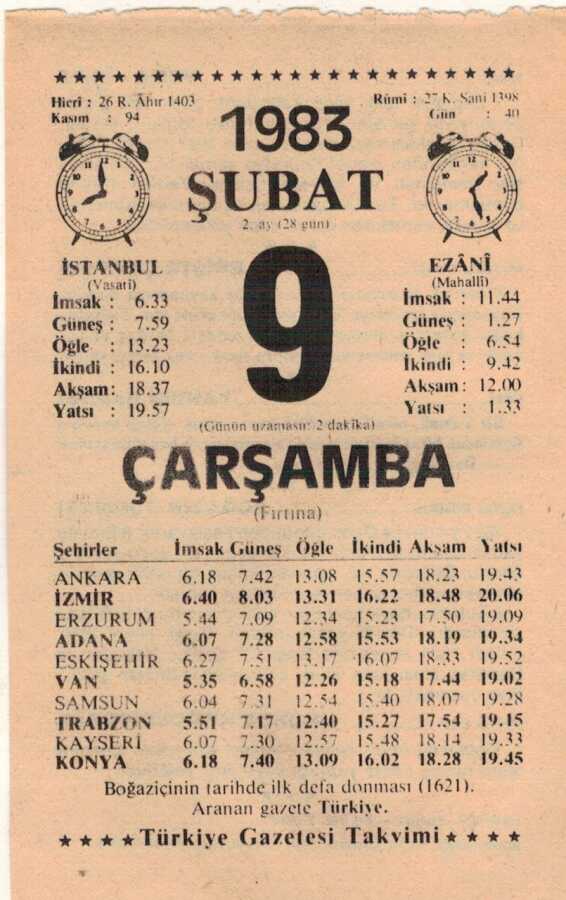 ★★★★★★★★★★★★★★★★★★★★★★★★
Hicrî : 26 R. Âhır 1403
Kasım : 94
Rûmî : 27 K. Sani 1398
Gün : 40
1983
ŞUBAT
2. ay (28 gün)
9
İSTANBUL
(Vasatî)
İmsak : 6.33
Güneş : 7.59
Öğle : 13.23
İkindi : 16.10
Akşam: 18.37
Yatsı : 19.57
EZÂNÎ
(Mahallî)
İmsak : 11.44
Güneş : 1.27
Öğle : 6.54
İkindi : 9.42
Akşam: 12.00
Yatsı : 1.33
(Günün uzaması: 2 dakika)
ÇARŞAMBA
(Fırtına)
Şehirler İmsak Güneş Öğle İkindi Akşam Yatsı
ANKARA 6.18 7.42 13.08 15.57 18.23 19.43
İZMİR 6.40 8.03 13.31 16.22 18.48 20.06
ERZURUM 5.44 7.09 12.34 15.23 17.50 19.09
ADANA 6.07 7.28 12.58 15.53 18.19 19.34
ESKİŞEHİR 6.27 7.51 13.17 16.07 18.33 19.52
VAN 5.35 6.58 12.26 15.18 17.44 19.02
SAMSUN 6.04 7.31 12.54 15.40 18.07 19.28
TRABZON 5.51 7.17 12.40 15.27 17.54 19.15
KAYSERİ 6.07 7.30 12.57 15.48 18.14 19.33
KONYA 6.18 7.40 13.09 16.02 18.28 19.45
Boğaziçinin tarihde ilk defa donması (1621).
Aranan gazete Türkiye.
★★★★Türkiye Gazetesi Takvimi★★★★